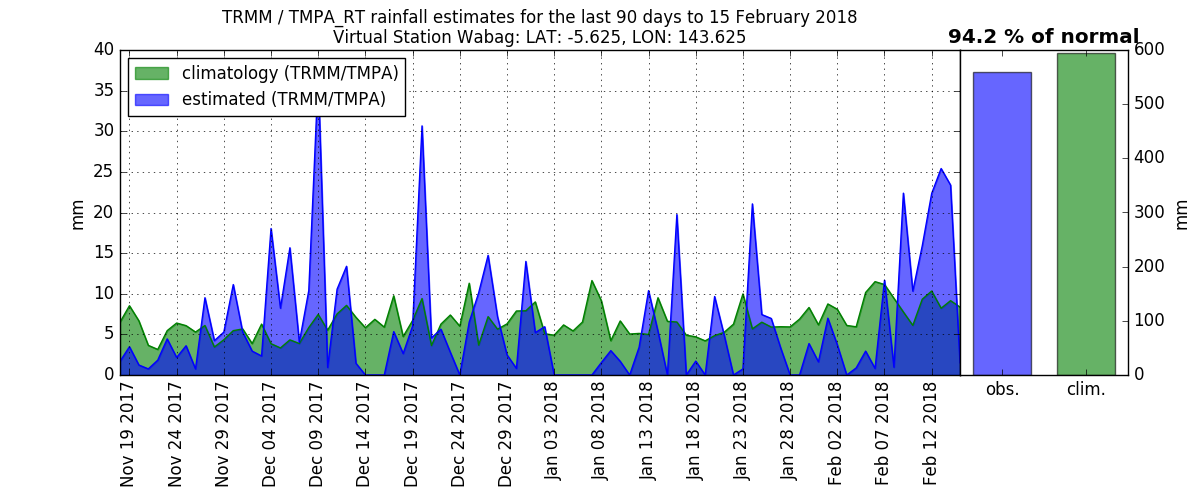 TRMM / TMPA_RT rainfall estimates for the last 90 days to 15 February 2018
Virtual Station Wabag: LAT: -5.625, LON: 143.625
94.2 % of normal
climatology (TRMM/TMPA)
estimated (TRMM/TMPA)
40
35
30
25
20
15
10
5
0
mm
600
500
400
300
200
100
0
mm
obs.
clim.
Nov 19 2017
Nov 24 2017
Nov 29 2017
Dec 04 2017
Dec 09 2017
Dec 14 2017
Dec 19 2017
Dec 24 2017
Dec 29 2017
Jan 03 2018
Jan 08 2018
Jan 13 2018
Jan 18 2018
Jan 23 2018
Jan 28 2018
Feb 02 2018
Feb 07 2018
Feb 12 2018